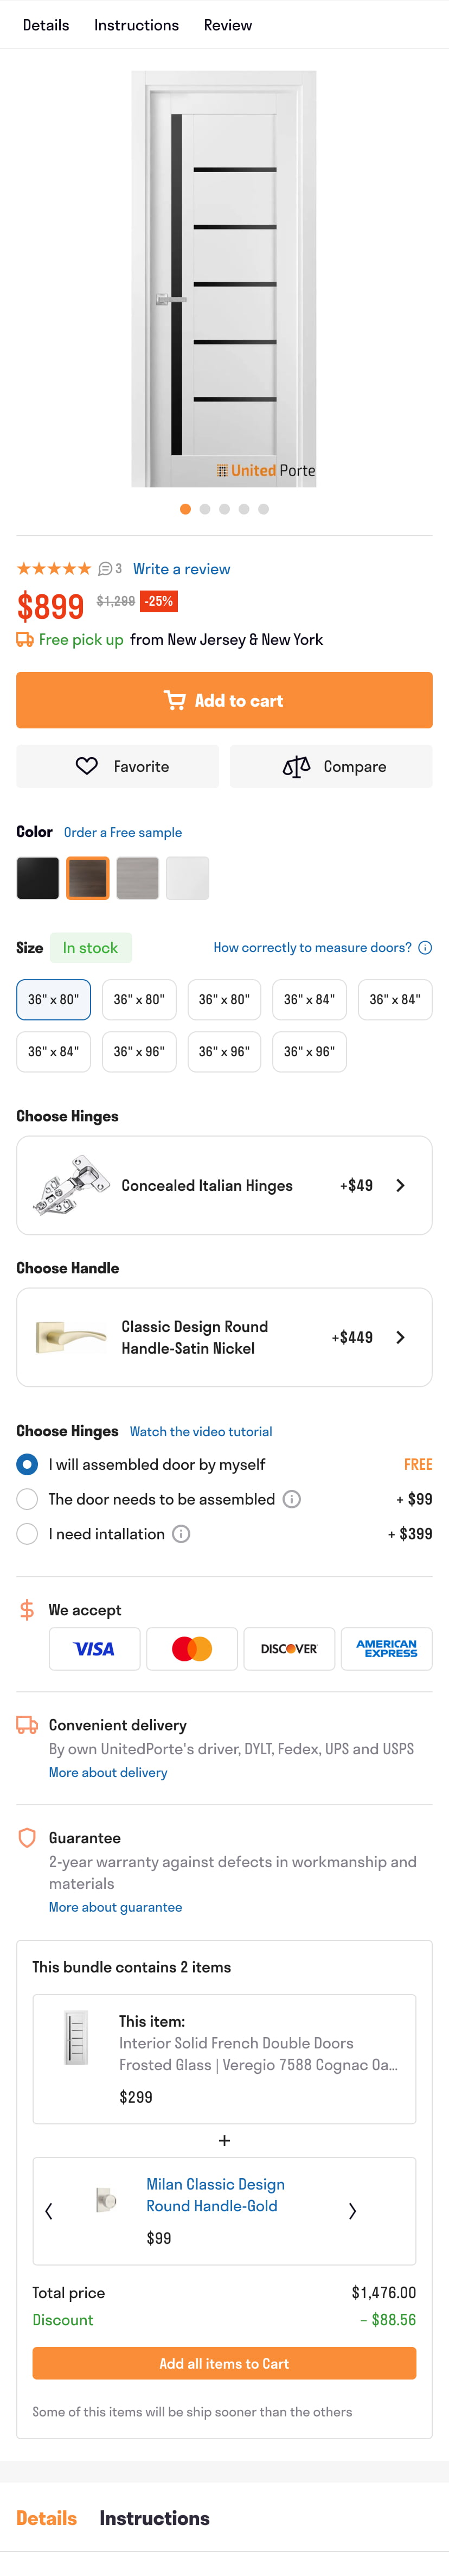 Details Instructions Review
United Porte
3 Write a review
$899 $1,299 -25%
Free pick up from New Jersey & New York
Add to cart
Favorite Compare
Color Order a Free sample
Size In stock How correctly to measure doors?
36" x 80" 36" x 80" 36" x 80" 36" x 84" 36" x 84"
36" x 84" 36" x 96" 36" x 96" 36" x 96"
Choose Hinges
Concealed Italian Hinges +$49
Choose Handle
Classic Design Round
Handle-Satin Nickel +$449
Choose Hinges Watch the video tutorial
I will assembled door by myself FREE
The door needs to be assembled + $99
I need intallation + $399
We accept
VISA DISCOVER AMERICAN EXPRESS
Convenient delivery
By own UnitedPorte's driver, DYLT, Fedex, UPS and USPS
More about delivery
Guarantee
2-year warranty against defects in workmanship and
materials
More about guarantee
This bundle contains 2 items
This item:
Interior Solid French Double Doors
Frosted Glass | Veregio 7588 Cognac Oa...
$299
+
Milan Classic Design
Round Handle-Gold
$99
Total price $1,476.00
Discount – $88.56
Add all items to Cart
Some of this items will be ship sooner than the others
Details Instructions